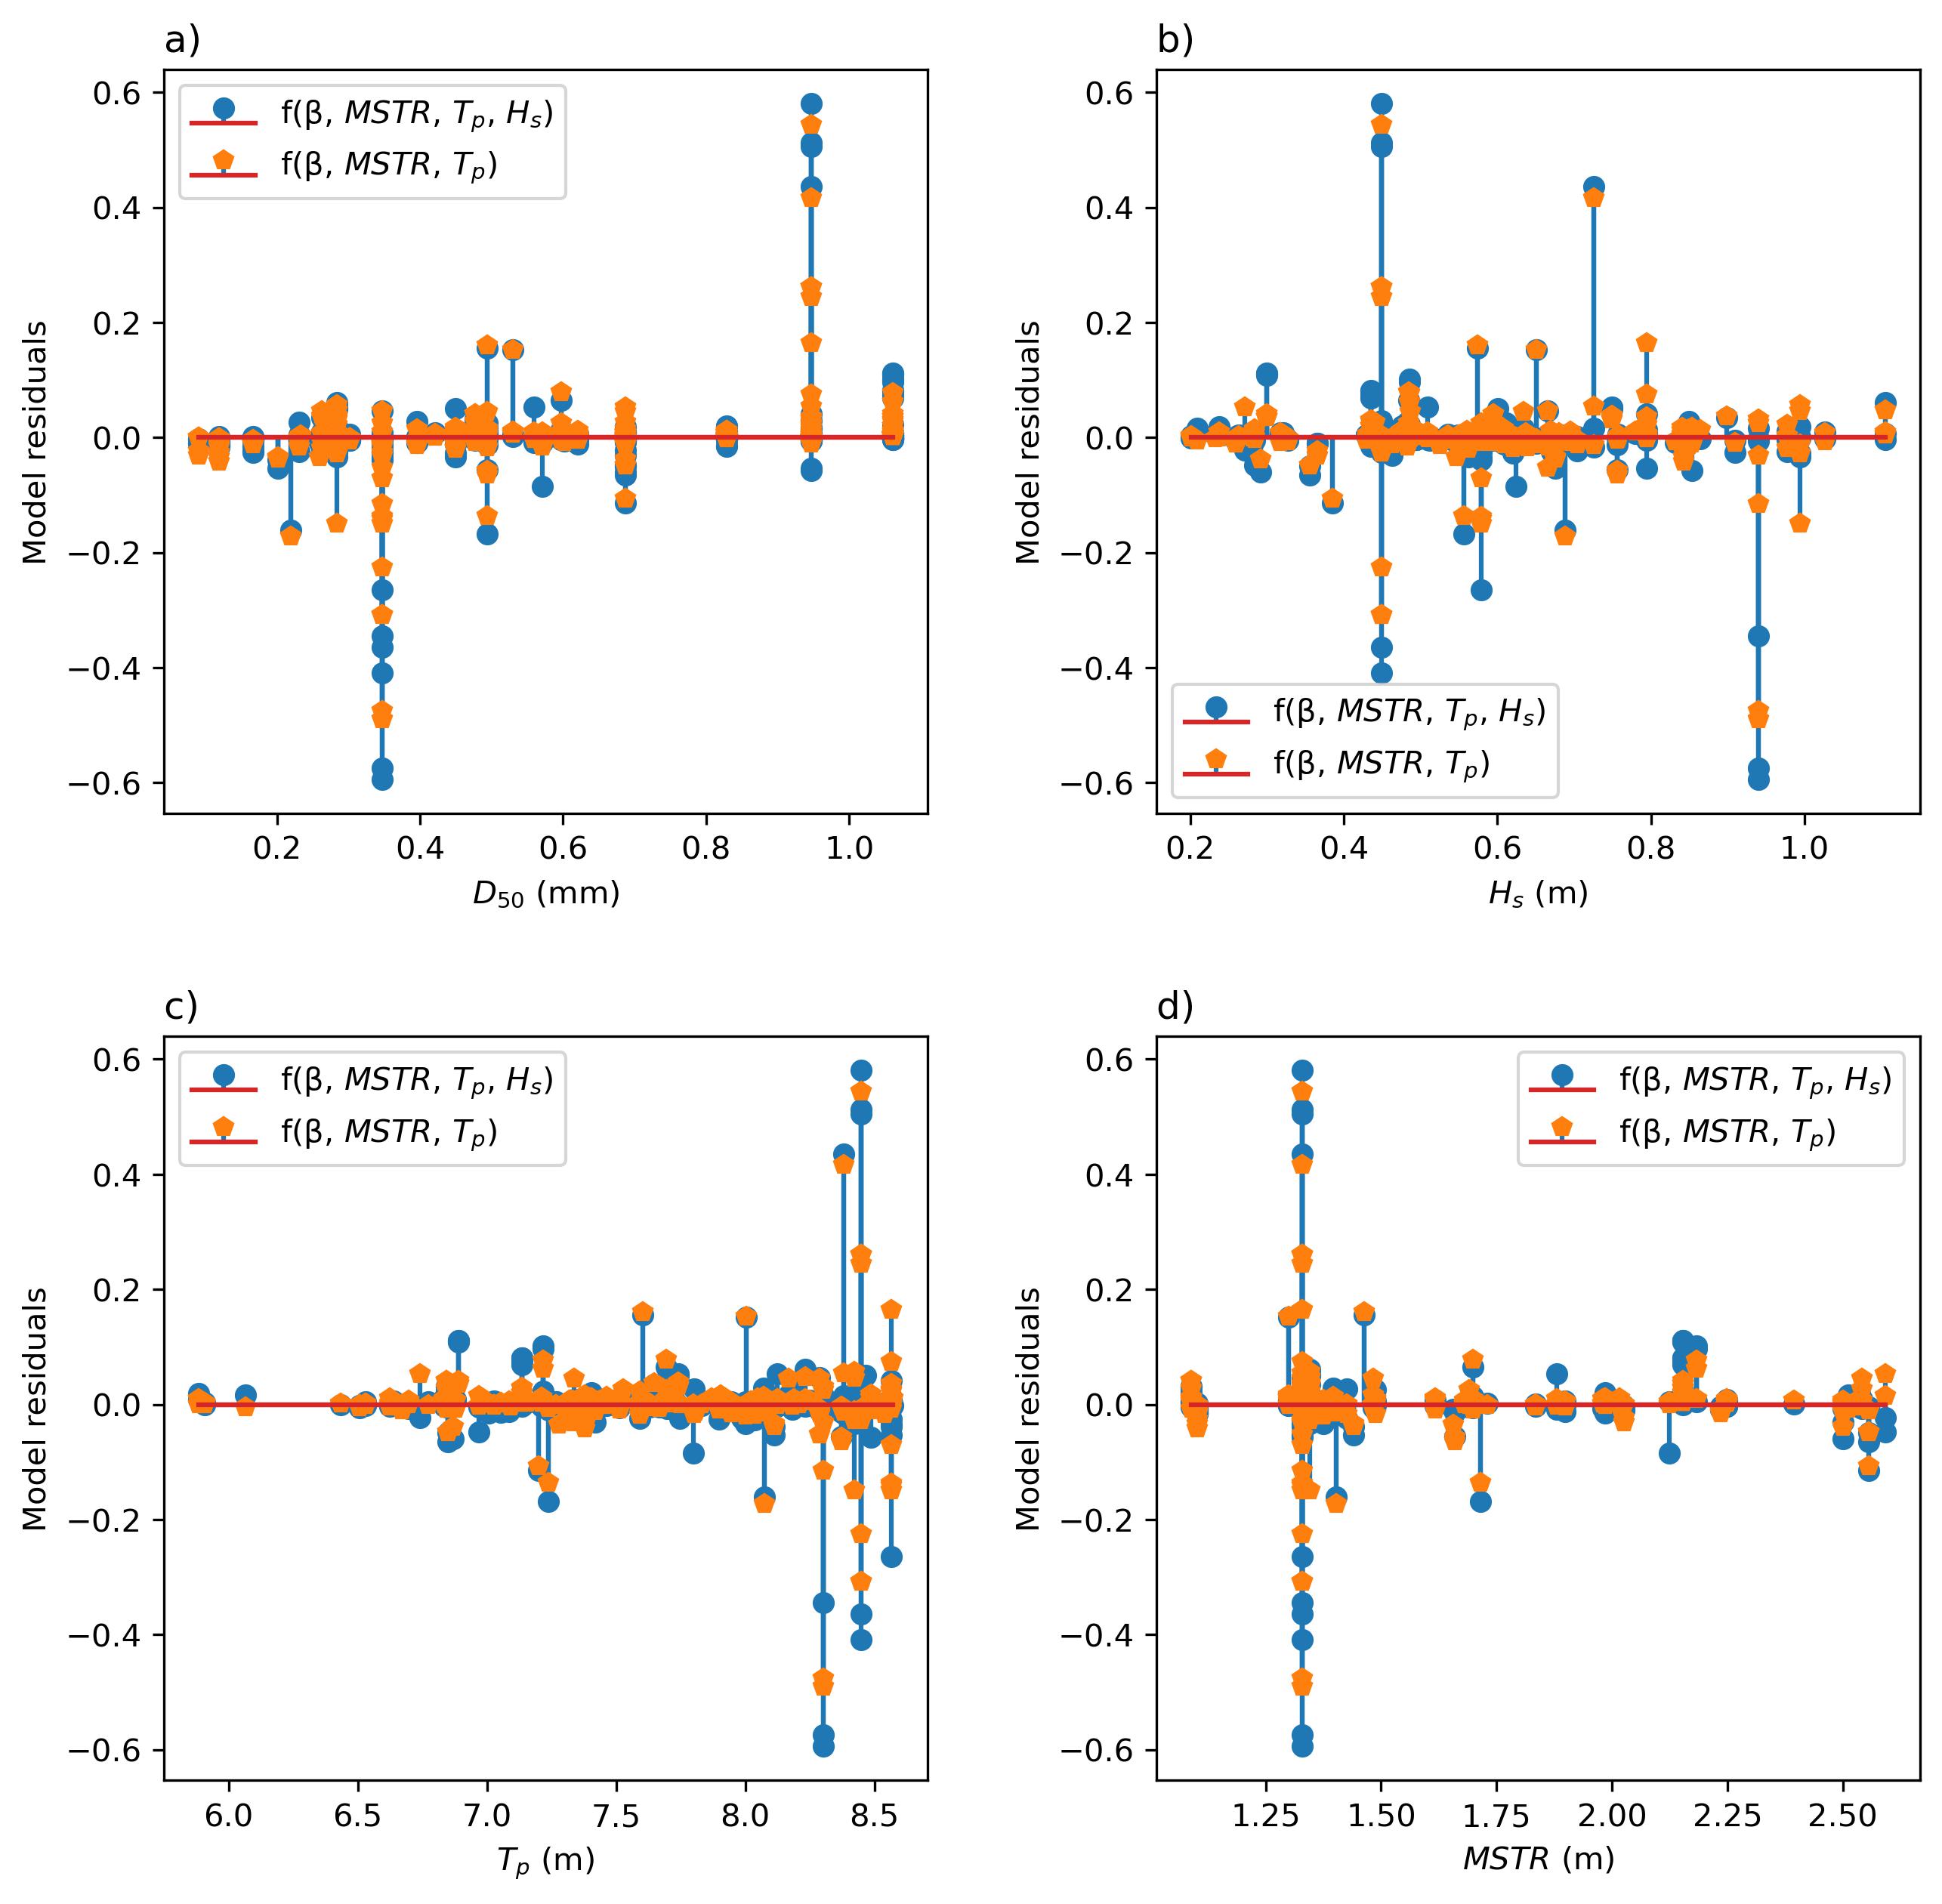 a)
0.6
0.4
0.2
0.0
−0.2
−0.4
−0.6
Model residuals
f(β, MSTR, Tp, Hs)
f(β, MSTR, Tp)
0.2 0.4 0.6 0.8 1.0
D50 (mm)
b)
0.6
0.4
0.2
0.0
−0.2
−0.4
−0.6
Model residuals
f(β, MSTR, Tp, Hs)
f(β, MSTR, Tp)
0.2 0.4 0.6 0.8 1.0
Hs (m)
c)
0.6
0.4
0.2
0.0
−0.2
−0.4
−0.6
Model residuals
f(β, MSTR, Tp, Hs)
f(β, MSTR, Tp)
6.0 6.5 7.0 7.5 8.0 8.5
Tp (m)
d)
0.6
0.4
0.2
0.0
−0.2
−0.4
−0.6
Model residuals
f(β, MSTR, Tp, Hs)
f(β, MSTR, Tp)
1.25 1.50 1.75 2.00 2.25 2.50
MSTR (m)